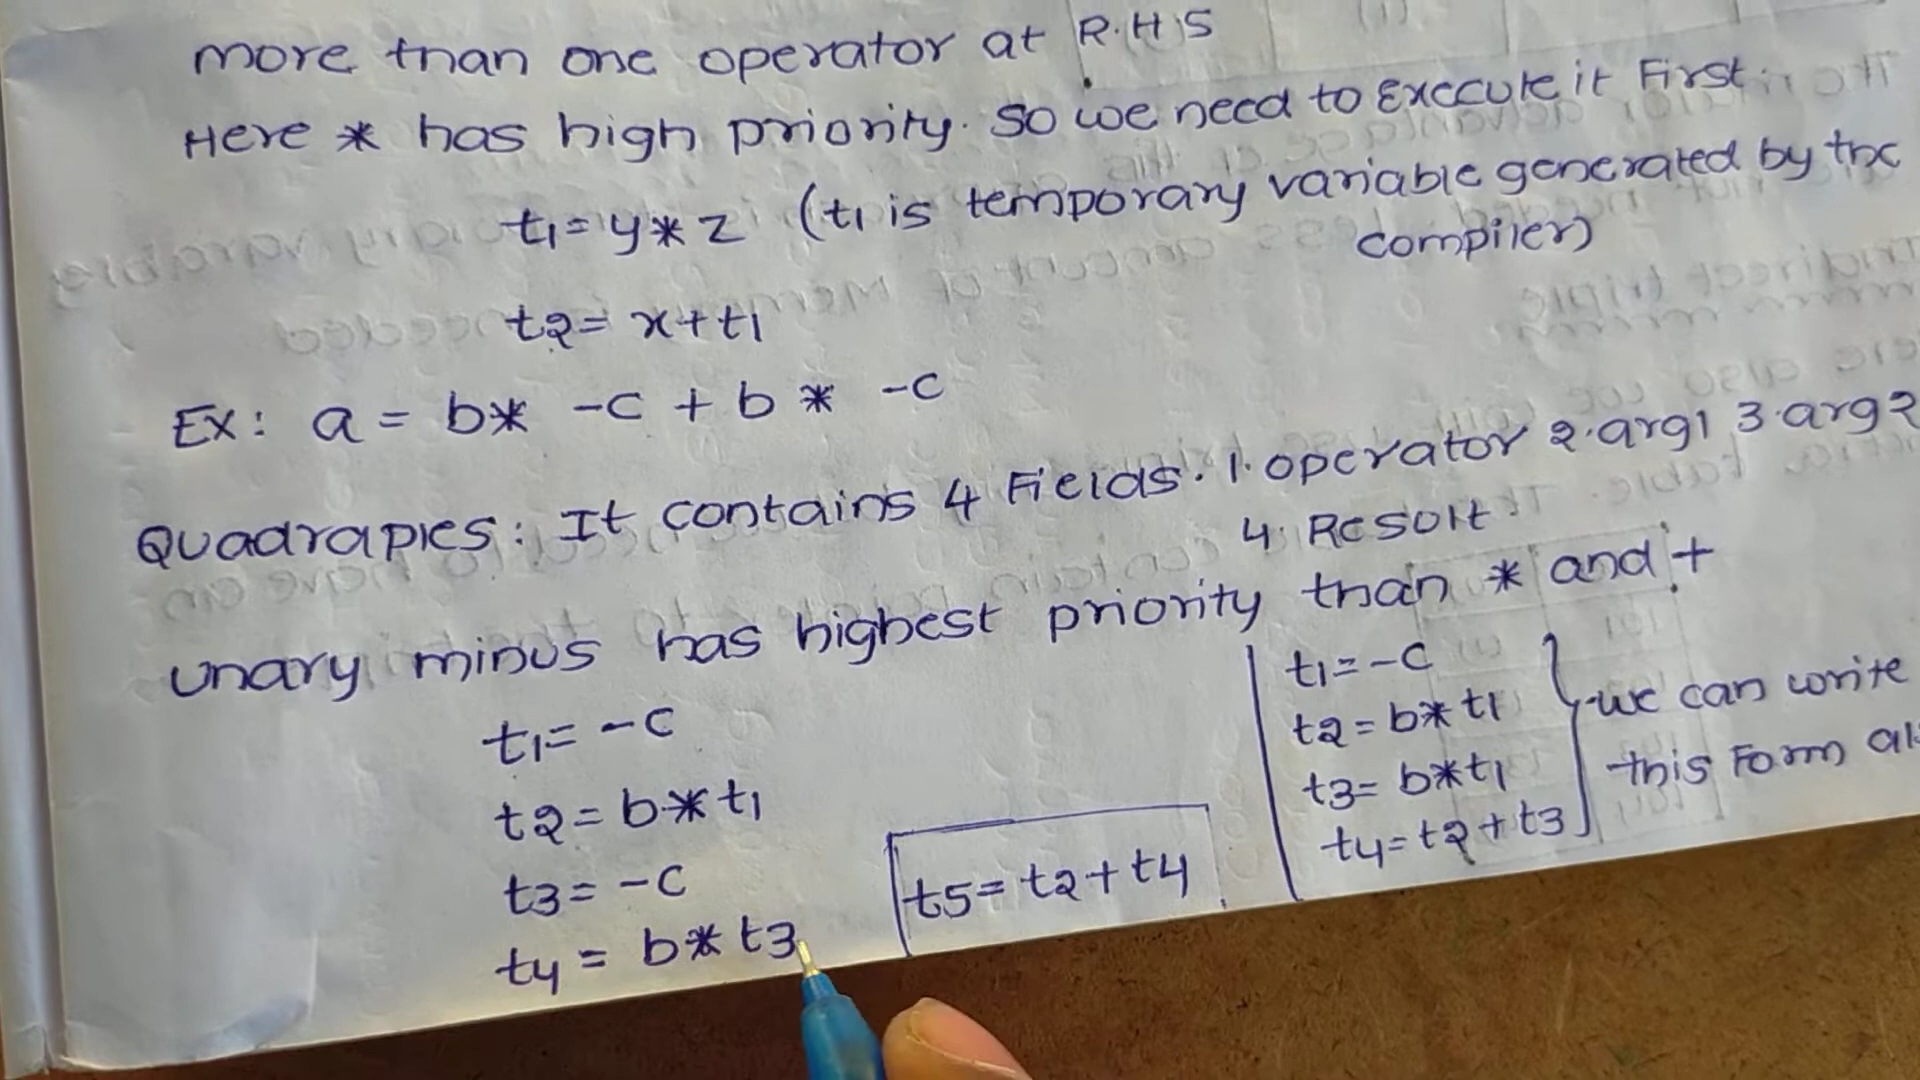 more than one operator at R.H.S
Here * has high priority. So we need to execute it First.
t1 = y * z (t1 is temporary variable generated by the
compiler)
t2 = x + t1
Ex: a = b * -c + b * -c
Quadraples: It contains 4 Fields. 1. operator 2. arg1 3. arg2
4. Result.
unary minus has highest priority than * and +
t1 = -c
t2 = b * t1
t3 = -c
t4 = b * t3
t5 = t2 + t4
t1 = -c
t2 = b * t1
t3 = b * t1
t4 = t2 + t3
we can write
this Form al